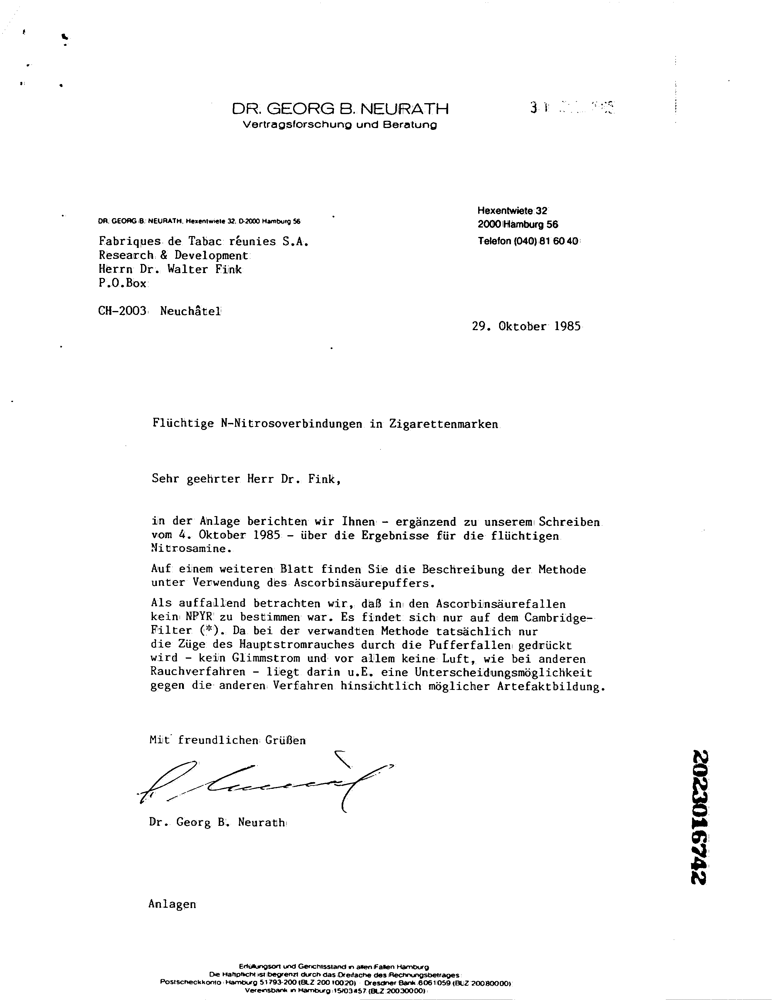 DR. GEORG B. NEURATH
Vertragsforschung und Beratung
Hexentwiete 32
2000 Hamburg 56
Telefon (040) 81 60 40
DR. GEORG B. NEURATH, Hexentwiete 32, D-2000 Hamburg 56
Fabriques de Tabac réunies S.A.
Research & Development
Herrn Dr. Walter Fink
P.O.Box
CH-2003 Neuchâtel
29. Oktober 1985
Flüchtige N-Nitrosoverbindungen in Zigarettenmarken
Sehr geehrter Herr Dr. Fink,
in der Anlage berichten wir Ihnen - ergänzend zu unserem Schreiben
vom 4. Oktober 1985 - über die Ergebnisse für die flüchtigen
Nitrosamine.
Auf einem weiteren Blatt finden Sie die Beschreibung der Methode
unter Verwendung des Ascorbinsäurepuffers.
Als auffallend betrachten wir, daß in den Ascorbinsäurefallen
kein NPYR zu bestimmen war. Es findet sich nur auf dem Cambridge-
Filter (*). Da bei der verwandten Methode tatsächlich nur
die Züge des Hauptstromrauches durch die Pufferfallen gedrückt
wird - kein Glimmstrom und vor allem keine Luft, wie bei anderen
Rauchverfahren - liegt darin u.E. eine Unterscheidungsmöglichkeit
gegen die anderen Verfahren hinsichtlich möglicher Artefaktbildung.
Mit freundlichen Grüßen
Dr. Georg B. Neurath
Anlagen
2023016742
Erfüllungsort und Gerichtsstand in allen Fällen Hamburg
Die Haftpflicht ist begrenzt durch das Dreifache des Rechnungsbetrages
Postscheckkonto Hamburg 51793-200 (BLZ 200 100 20) Dresdner Bank 6061059 (BLZ 200 800 00)
Vereinsbank in Hamburg 15/03457 (BLZ 200 300 00)